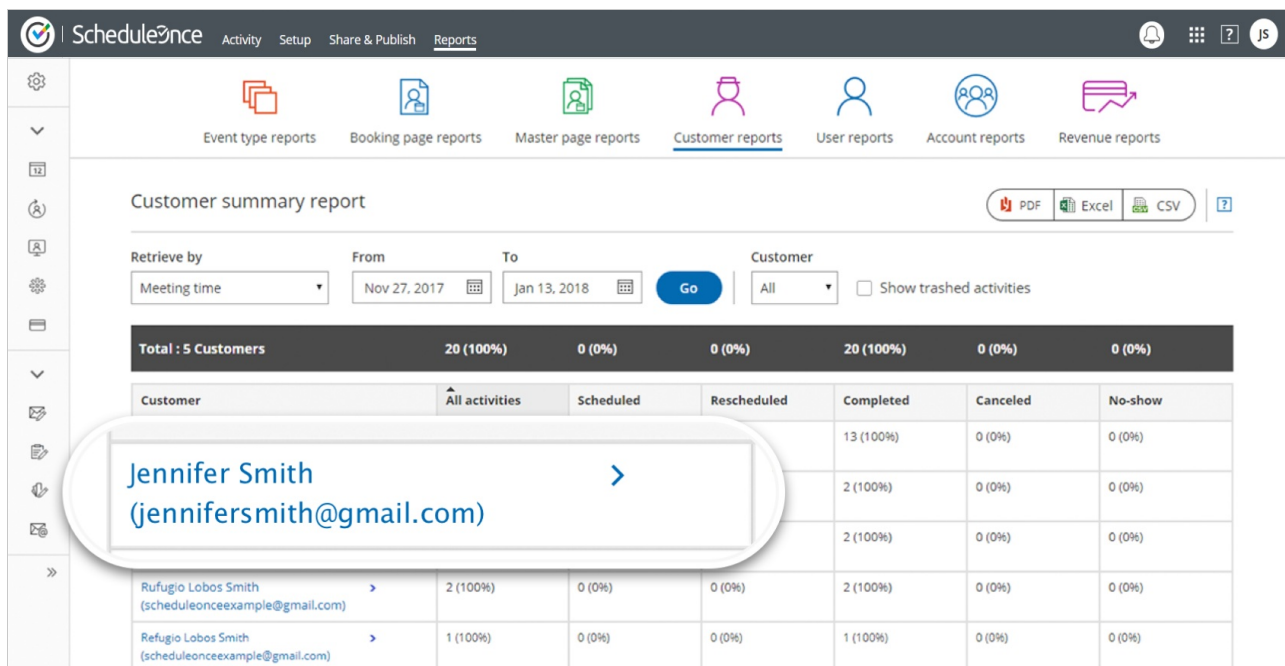 ScheduleOnce Activity Setup Share & Publish Reports ? JS
Event type reports Booking page reports Master page reports Customer reports User reports Account reports Revenue reports
12
Customer summary report PDF Excel CSV ?
Retrieve by From To Customer
Meeting time Nov 27, 2017 Jan 13, 2018 Go All Show trashed activities
Total : 5 Customers 20 (100%) 0 (0%) 0 (0%) 20 (100%) 0 (0%) 0 (0%)
Customer All activities Scheduled Rescheduled Completed Canceled No-show
13 (100%) 0 (0%) 0 (0%)
Jennifer Smith
(jennifersmith@gmail.com)
2 (100%) 0 (0%) 0 (0%)
2 (100%) 0 (0%) 0 (0%)
Rufugio Lobos Smith 2 (100%) 0 (0%) 0 (0%) 2 (100%) 0 (0%) 0 (0%)
(scheduleonceexample@gmail.com)
Refugio Lobos Smith 1 (100%) 0 (0%) 0 (0%) 1 (100%) 0 (0%) 0 (0%)
(scheduleonceexample@gmail.com)